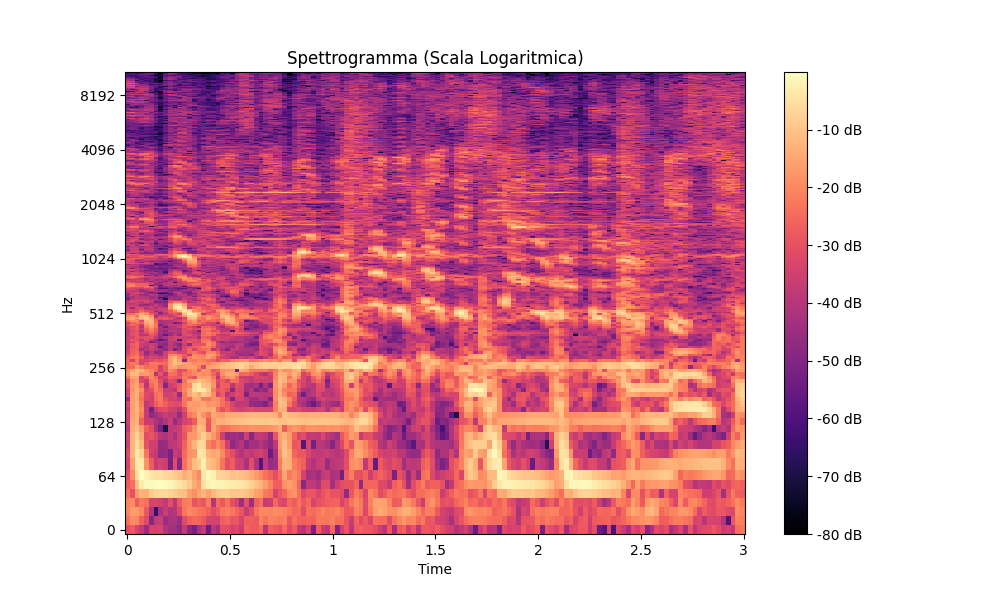 Spettrogramma (Scala Logaritmica)
Hz
8192
4096
2048
1024
512
256
128
64
0
0
0.5
1
1.5
2
2.5
3
Time
-10 dB
-20 dB
-30 dB
-40 dB
-50 dB
-60 dB
-70 dB
-80 dB